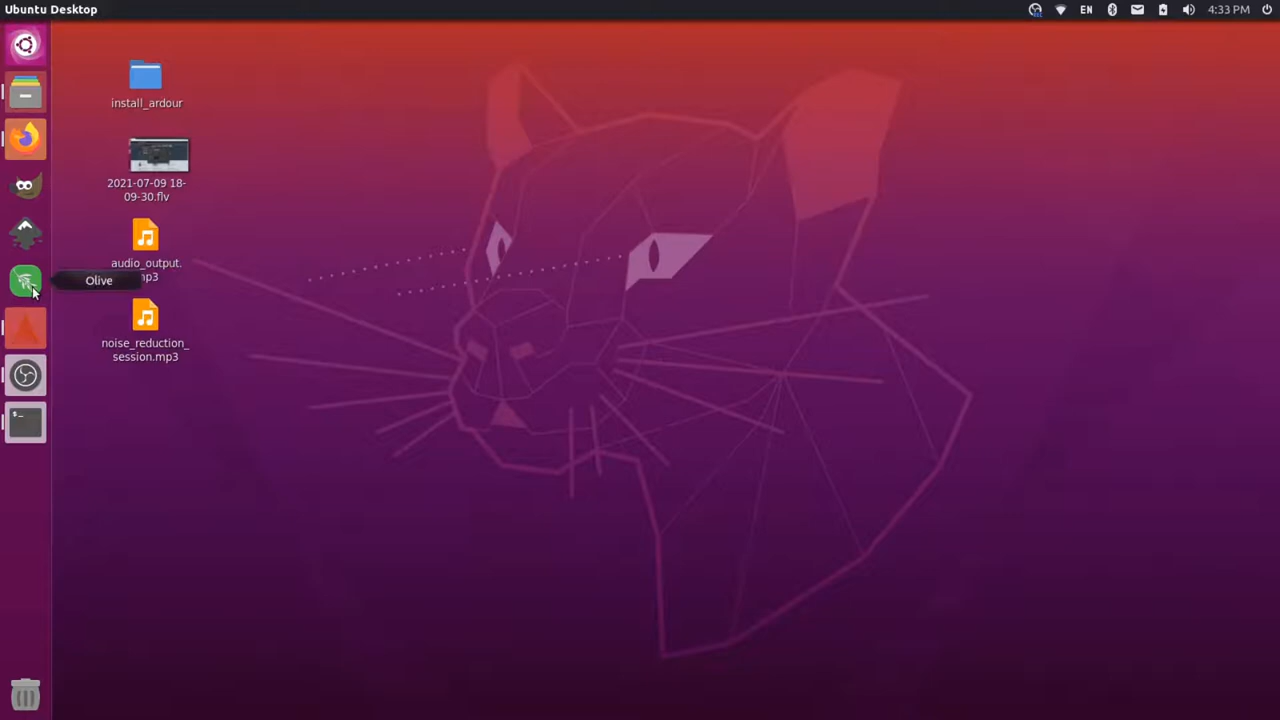 Ubuntu Desktop
EN
4:33 PM
install_ardour
2021-07-09 18-
09-30.flv
audio_output.
mp3
Olive
noise_reduction_
session.mp3
$_